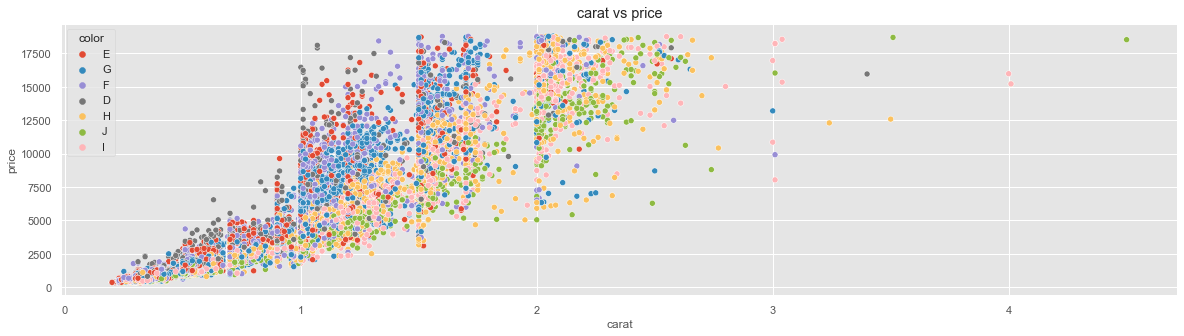 carat vs price
color
E
G
F
D
H
J
I
price
17500
15000
12500
10000
7500
5000
2500
0
0 1 2 3 4
carat